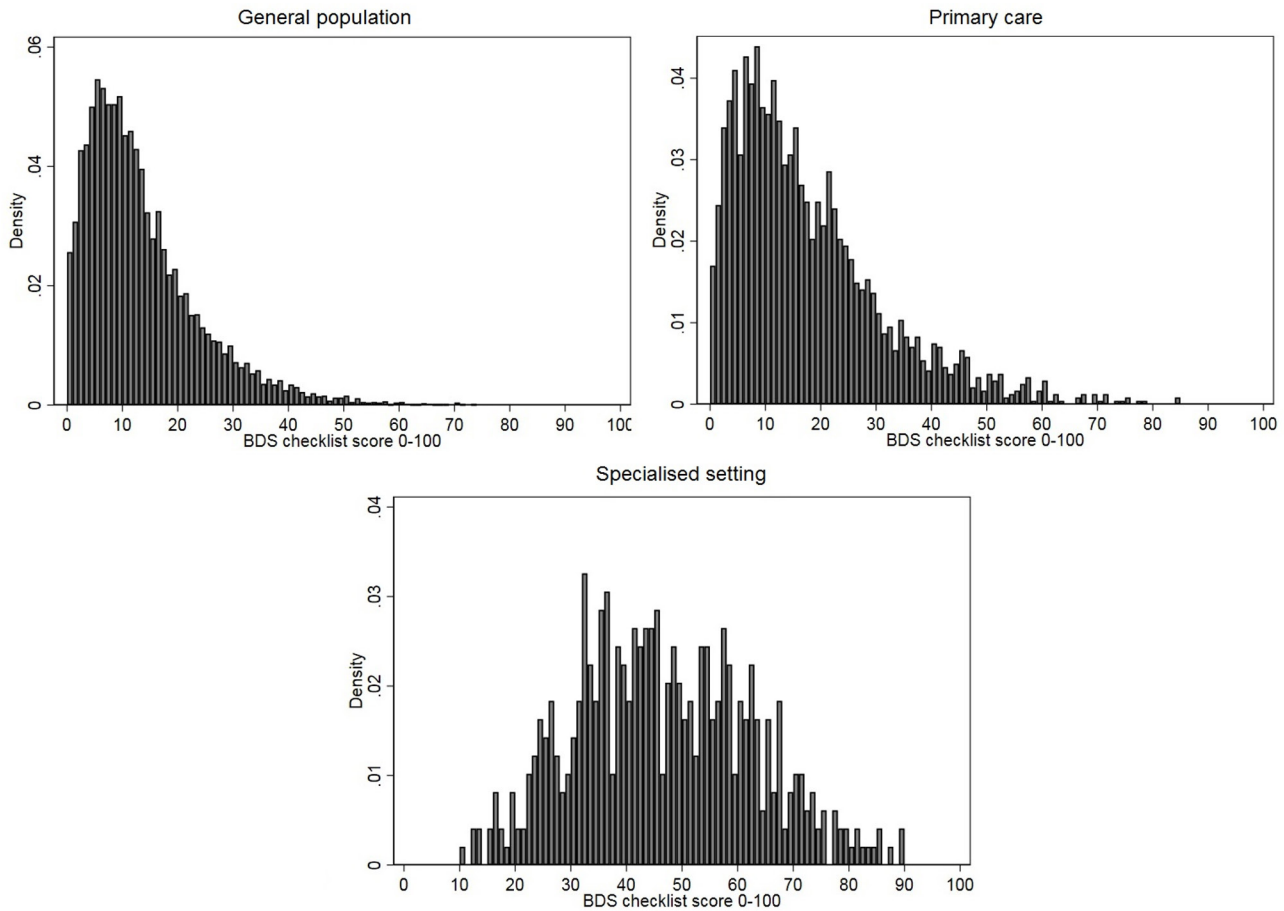 General population
Density
0 .02 .04 .06
0 10 20 30 40 50 60 70 80 90 100
BDS checklist score 0-100
Primary care
Density
0 .01 .02 .03 .04
0 10 20 30 40 50 60 70 80 90 100
BDS checklist score 0-100
Specialised setting
Density
0 .01 .02 .03 .04
0 10 20 30 40 50 60 70 80 90 100
BDS checklist score 0-100